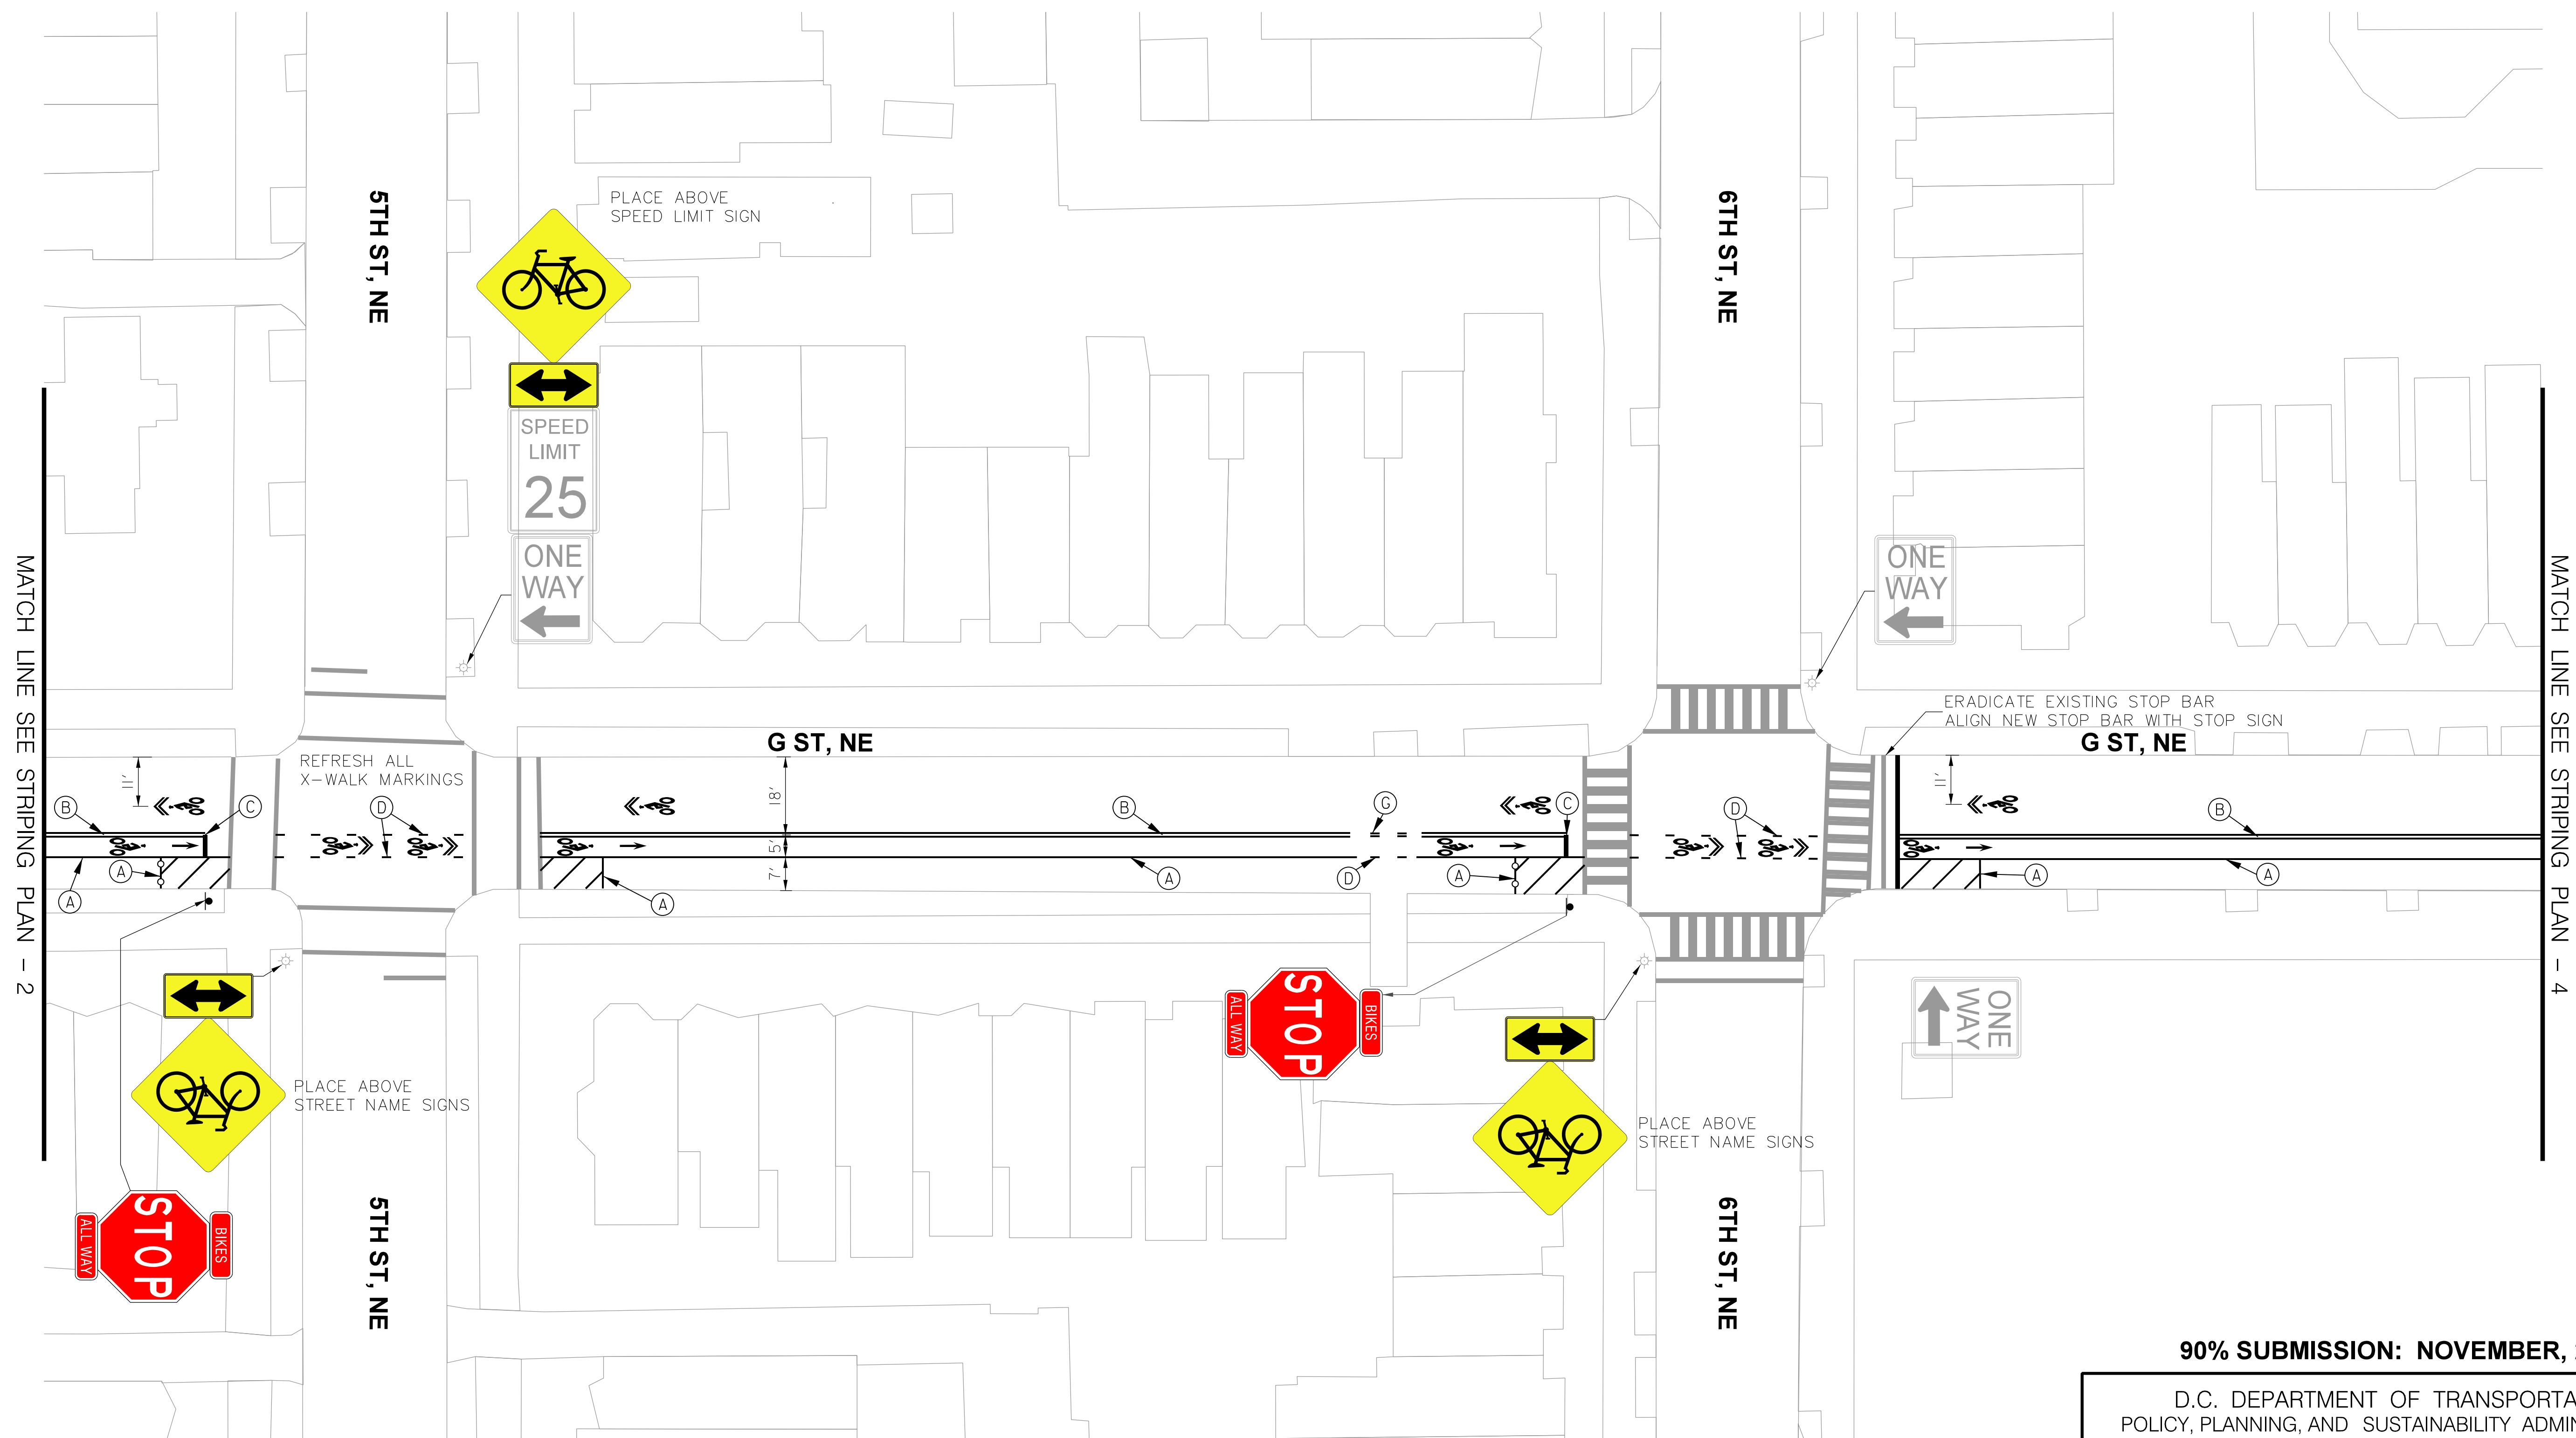 5TH ST, NE
6TH ST, NE
PLACE ABOVE
SPEED LIMIT SIGN
SPEED
LIMIT
25
ONE
WAY
ONE
WAY
MATCH LINE SEE STRIPING PLAN - 2
MATCH LINE SEE STRIPING PLAN - 4
ERADICATE EXISTING STOP BAR
ALIGN NEW STOP BAR WITH STOP SIGN
G ST, NE
G ST, NE
REFRESH ALL
X-WALK MARKINGS
11'
18'
5'
7'
11'
B
C
D
B
G
C
D
B
A
A
A
A
D
A
A
A
PLACE ABOVE
STREET NAME SIGNS
BIKES
STOP
ALL WAY
BIKES
STOP
ALL WAY
PLACE ABOVE
STREET NAME SIGNS
ONE
WAY
5TH ST, NE
6TH ST, NE
90% SUBMISSION: NOVEMBER,
D.C. DEPARTMENT OF TRANSPORTA
POLICY, PLANNING, AND SUSTAINABILITY ADMIN